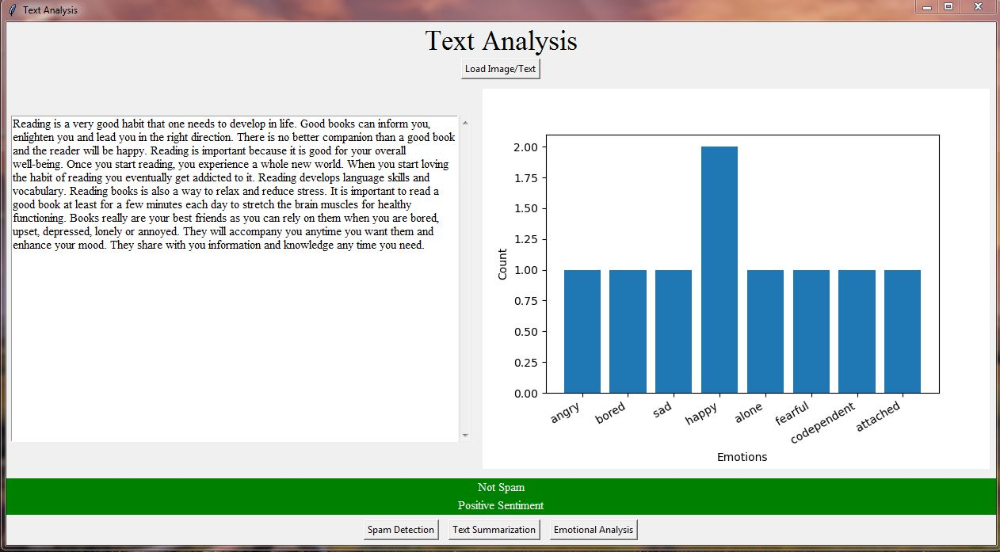 Text Analysis
Text Analysis
Load Image/Text
Reading is a very good habit that one needs to develop in life. Good books can inform you,
enlighten you and lead you in the right direction. There is no better companion than a good book
and the reader will be happy. Reading is important because it is good for your overall
well-being. Once you start reading, you experience a whole new world. When you start loving
the habit of reading you eventually get addicted to it. Reading develops language skills and
vocabulary. Reading books is also a way to relax and reduce stress. It is important to read a
good book at least for a few minutes each day to stretch the brain muscles for healthy
functioning. Books really are your best friends as you can rely on them when you are bored,
upset, depressed, lonely or annoyed. They will accompany you anytime you want them and
enhance your mood. They share with you information and knowledge any time you need.
2.00
1.75
1.50
1.25
1.00
0.75
0.50
0.25
0.00
Count
angry
bored
sad
happy
alone
fearful
codependent
attached
Emotions
Not Spam
Positive Sentiment
Spam Detection
Text Summarization
Emotional Analysis